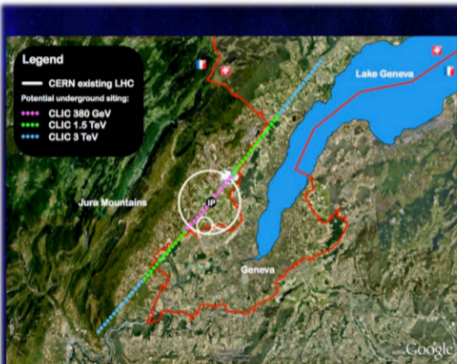 Legend
CERN existing LHC
Potential underground siting:
CLIC 380 GeV
CLIC 1.5 TeV
CLIC 3 TeV
Lake Geneva
Jura Mountains
IP
Geneva
Google